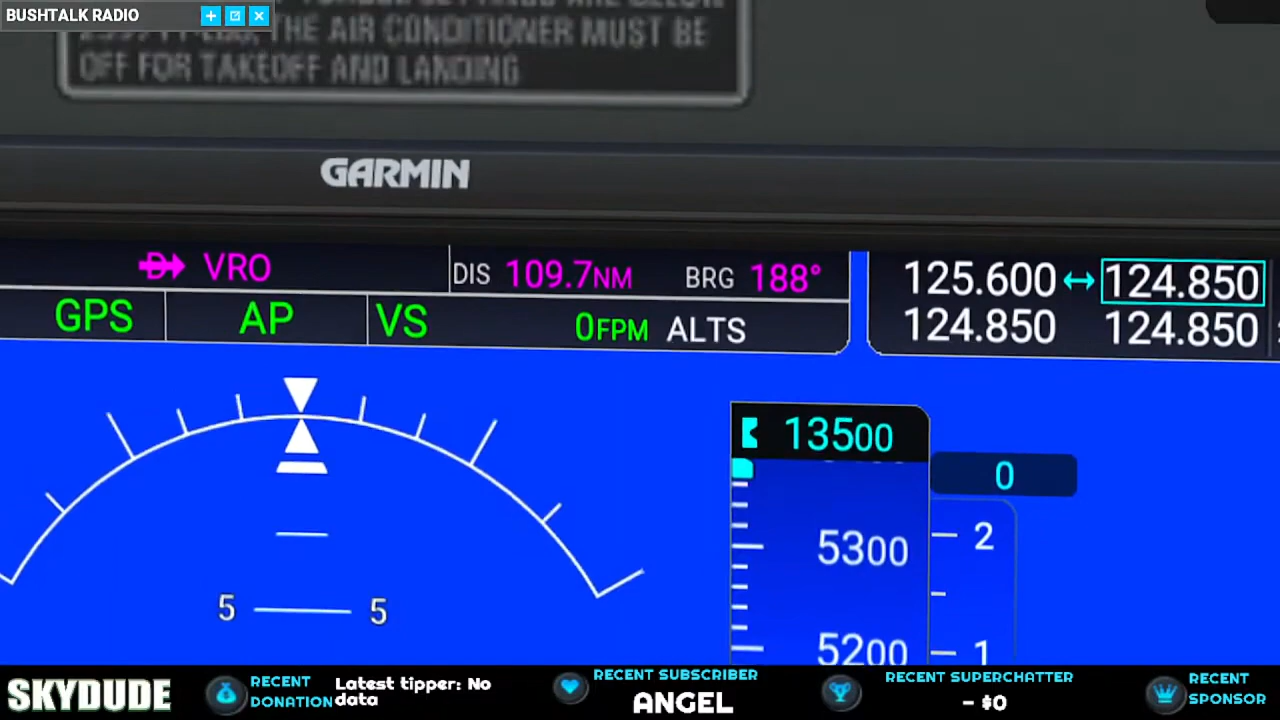 BUSHTALK RADIO
THE AIR CONDITIONER MUST BE
OFF FOR TAKEOFF AND LANDING
GARMIN
VRO DIS 109.7NM BRG 188° 125.600 ↔ 124.850
GPS AP VS 0FPM ALTS 124.850 124.850
13500
0
5300 2
5 5
5200 1
SKYDUDE
RECENT DONATION
Latest tipper: No data
RECENT SUBSCRIBER
ANGEL
RECENT SUPERCHATTER
- $0
RECENT SPONSOR